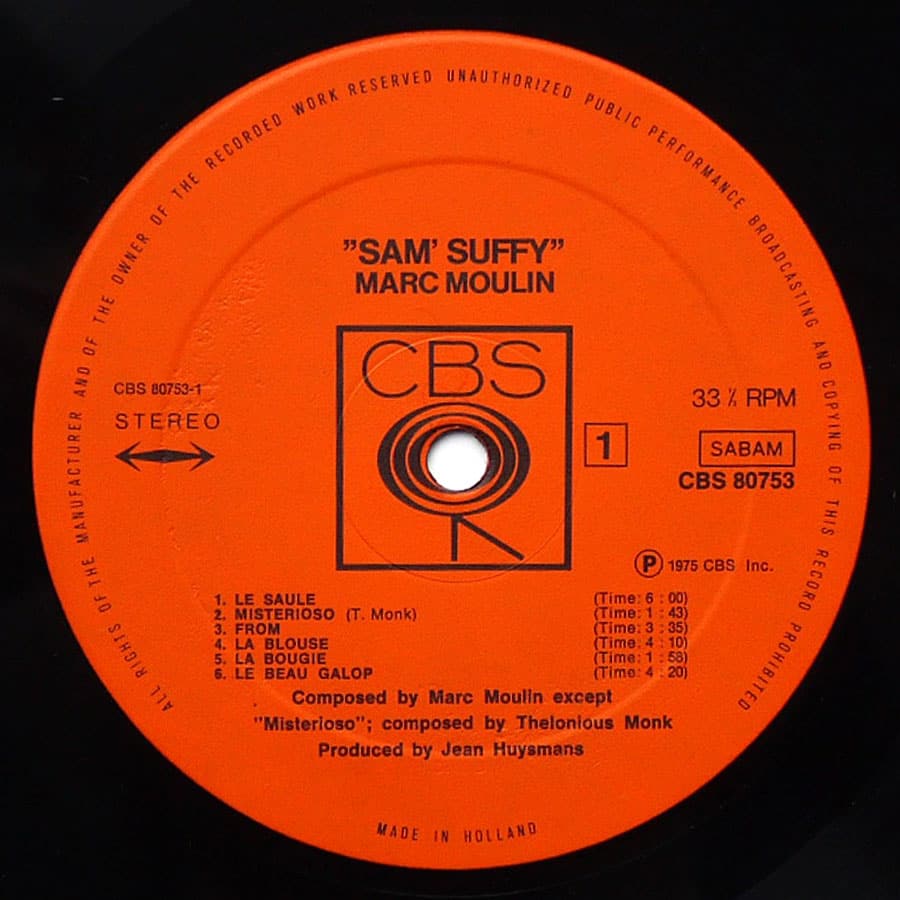 ALL RIGHTS OF THE MANUFACTURER AND OF THE OWNER OF THE RECORDED WORK RESERVED UNAUTHORIZED PUBLIC PERFORMANCE BROADCASTING AND COPYING OF THIS RECORD PROHIBITED
"SAM' SUFFY"
MARC MOULIN
CBS
CBS 80753-1
STEREO
1
33 ⅓ RPM
SABAM
CBS 80753
Ⓟ 1975 CBS Inc.
1. LE SAULE (Time: 6 : 00)
2. MISTERIOSO (T. Monk) (Time: 1 : 43)
3. FROM (Time: 3 : 35)
4. LA BLOUSE (Time: 4 : 10)
5. LA BOUGIE (Time: 1 : 58)
6. LE BEAU GALOP (Time: 4 : 20)
Composed by Marc Moulin except
"Misterioso"; composed by Thelonious Monk
Produced by Jean Huysmans
MADE IN HOLLAND